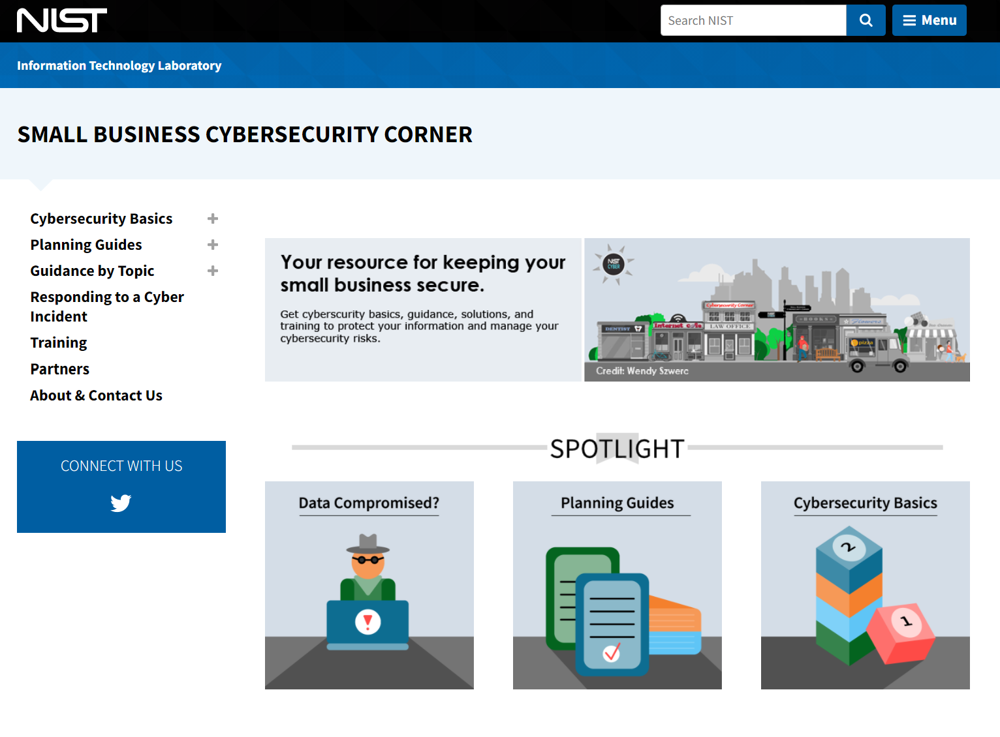 NIST
Search NIST
Menu
Information Technology Laboratory
SMALL BUSINESS CYBERSECURITY CORNER
Cybersecurity Basics
Planning Guides
Guidance by Topic
Responding to a Cyber
Incident
Training
Partners
About & Contact Us
CONNECT WITH US
Your resource for keeping your
small business secure.
Get cyberscurity basics, guidance, solutions, and
training to protect your information and manage your
cybersecurity risks.
NIST
CYBER
DENTIST
Internet cafe
Cybersecurity Corner
LAW OFFICE
BOOKS
Flowers
pizza
Credit: Wendy Szwerc
SPOTLIGHT
Data Compromised?
Planning Guides
Cybersecurity Basics
2
1